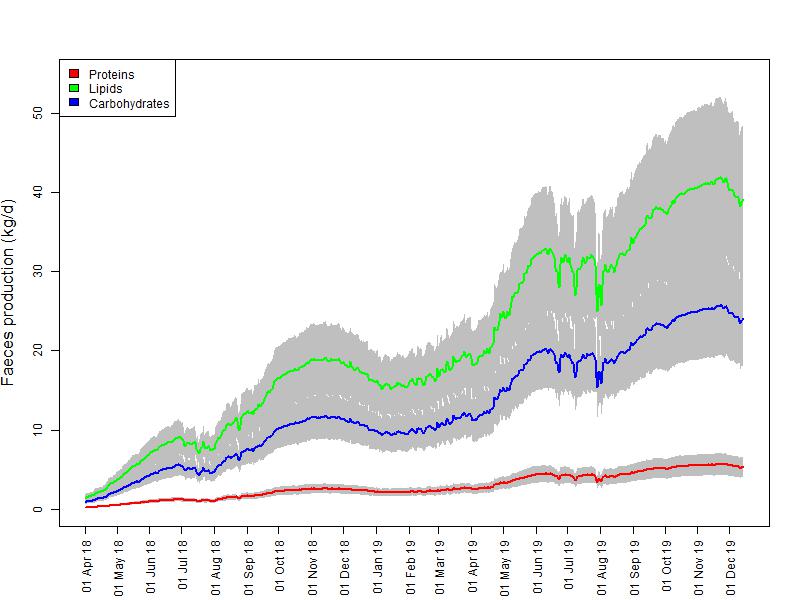 Proteins
Lipids
Carbohydrates
Faeces production (kg/d)
50
40
30
20
10
0
01 Apr 18
01 May 18
01 Jun 18
01 Jul 18
01 Aug 18
01 Sep 18
01 Oct 18
01 Nov 18
01 Dec 18
01 Jan 19
01 Feb 19
01 Mar 19
01 Apr 19
01 May 19
01 Jun 19
01 Jul 19
01 Aug 19
01 Sep 19
01 Oct 19
01 Nov 19
01 Dec 19